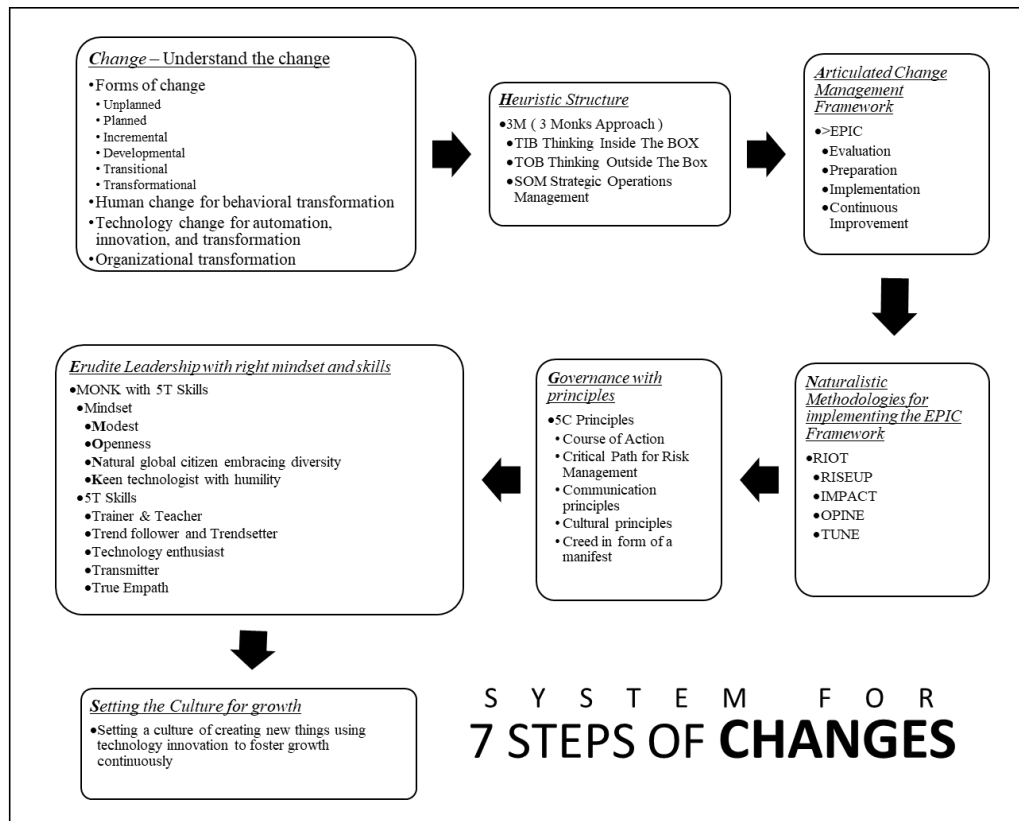 Change – Understand the change
•Forms of change
•Unplanned
•Planned
•Incremental
•Developmental
•Transitional
•Transformational
•Human change for behavioral transformation
•Technology change for automation,
innovation, and transformation
•Organizational transformation
Heuristic Structure
•3M ( 3 Monks Approach )
•TIB Thinking Inside The BOX
•TOB Thinking Outside The Box
•SOM Strategic Operations
Management
Articulated Change
Management
Framework
•>EPIC
•Evaluation
•Preparation
•Implementation
•Continuous
Improvement
Naturalistic
Methodologies for
implementing the EPIC
Framework
•RIOT
•RISEUP
•IMPACT
•OPINE
•TUNE
Governance with
principles
•5C Principles
•Course of Action
•Critical Path for Risk
Management
•Communication
principles
•Cultural principles
•Creed in form of a
manifest
Erudite Leadership with right mindset and skills
•MONK with 5T Skills
•Mindset
•Modest
•Openness
•Natural global citizen embracing diversity
•Keen technologist with humility
•5T Skills
•Trainer & Teacher
•Trend follower and Trendsetter
•Technology enthusiast
•Transmitter
•True Empath
Setting the Culture for growth
•Setting a culture of creating new things using
technology innovation to foster growth
continuously
SYSTEM FOR
7 STEPS OF CHANGES